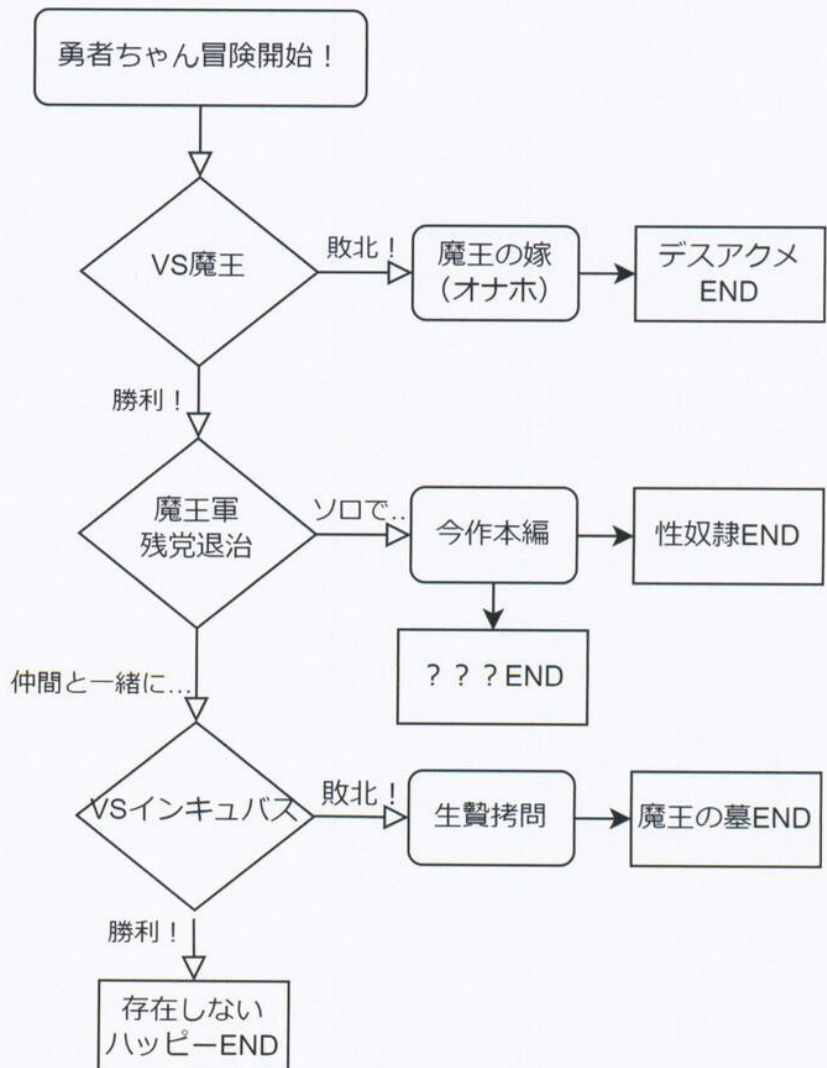 勇者ちゃん冒険開始！
VS魔王
敗北！
魔王の嫁
（オナホ）
デスアクメ
END
勝利！
魔王軍
残党退治
ソロで...
今作本編
性奴隷END
？？？END
仲間と一緒に...
VSインキュバス
敗北！
生贄拷問
魔王の墓END
勝利！
存在しない
ハッピーEND